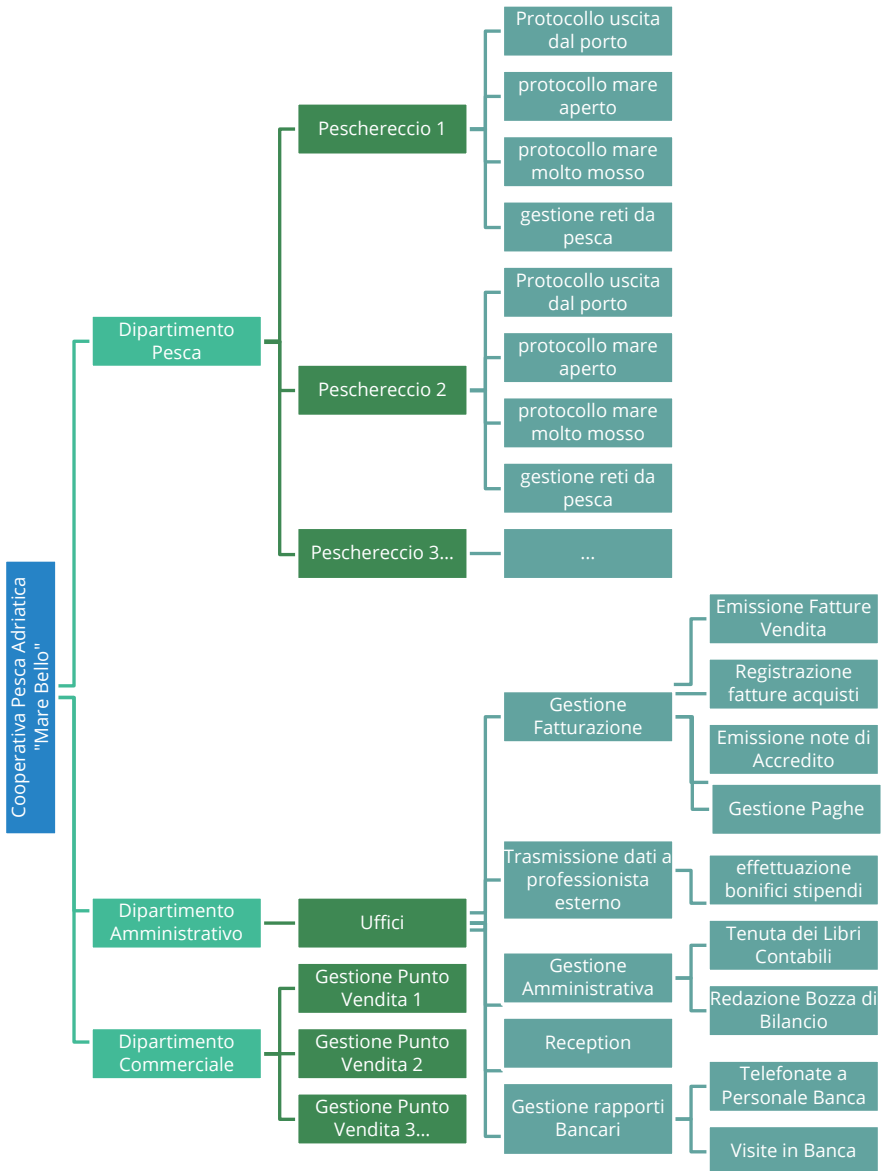 Cooperativa Pesca Adriatica
"Mare Bello"
Dipartimento
Pesca
Peschereccio 1
Protocollo uscita
dal porto
protocollo mare
aperto
protocollo mare
molto mosso
gestione reti da
pesca
Peschereccio 2
Protocollo uscita
dal porto
protocollo mare
aperto
protocollo mare
molto mosso
gestione reti da
pesca
Peschereccio 3...
...
Dipartimento
Amministrativo
Uffici
Gestione
Fatturazione
Emissione Fatture
Vendita
Registrazione
fatture acquisti
Emissione note di
Accredito
Gestione Paghe
Trasmissione dati a
professionista
esterno
effettuazione
bonifici stipendi
Gestione
Amministrativa
Tenuta dei Libri
Contabili
Redazione Bozza di
Bilancio
Reception
Gestione rapporti
Bancari
Telefonate a
Personale Banca
Visite in Banca
Dipartimento
Commerciale
Gestione Punto
Vendita 1
Gestione Punto
Vendita 2
Gestione Punto
Vendita 3...